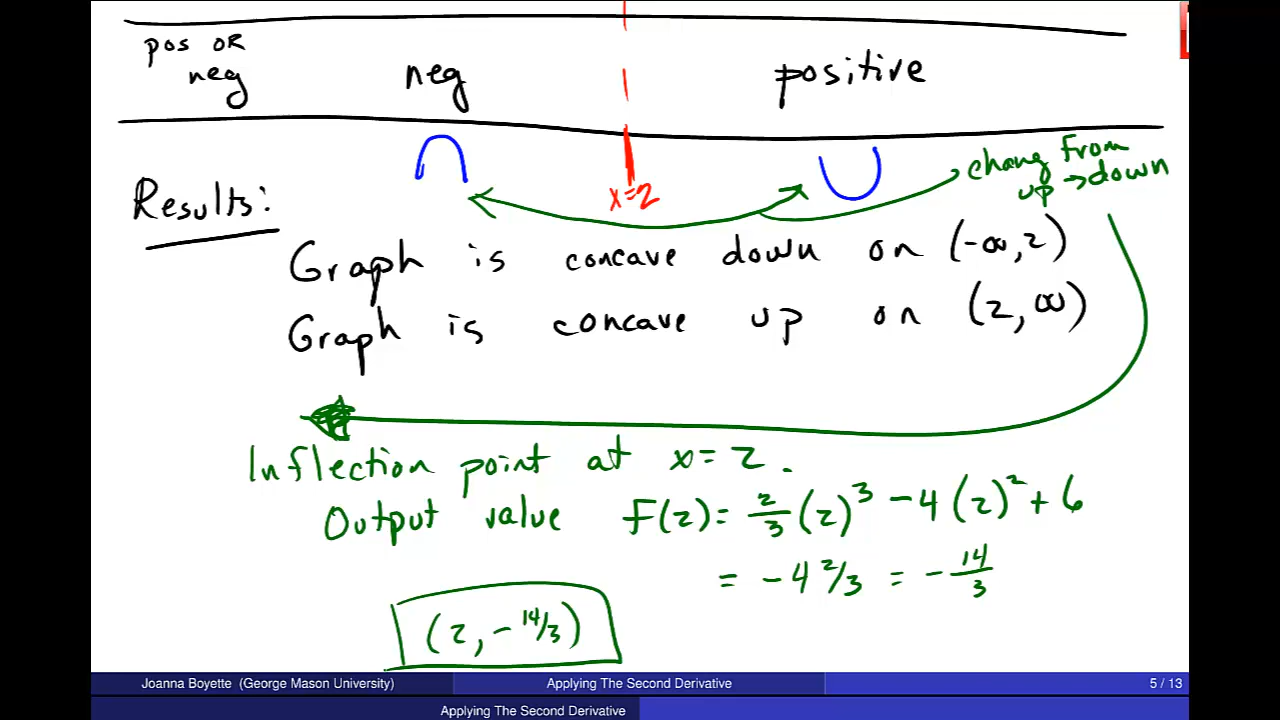 pos OR
neg
neg
positive
x=2
chang from
up → down
Results:
Graph is concave down on (-∞, 2)
Graph is concave up on (2, ∞)
Inflection point at x = 2.
Output value f(2) = 2/3 (2)³ - 4(2)² + 6
= -4 2/3 = - 14/3
(2, - 14/3)
Joanna Boyette (George Mason University)
Applying The Second Derivative
5 / 13
Applying The Second Derivative